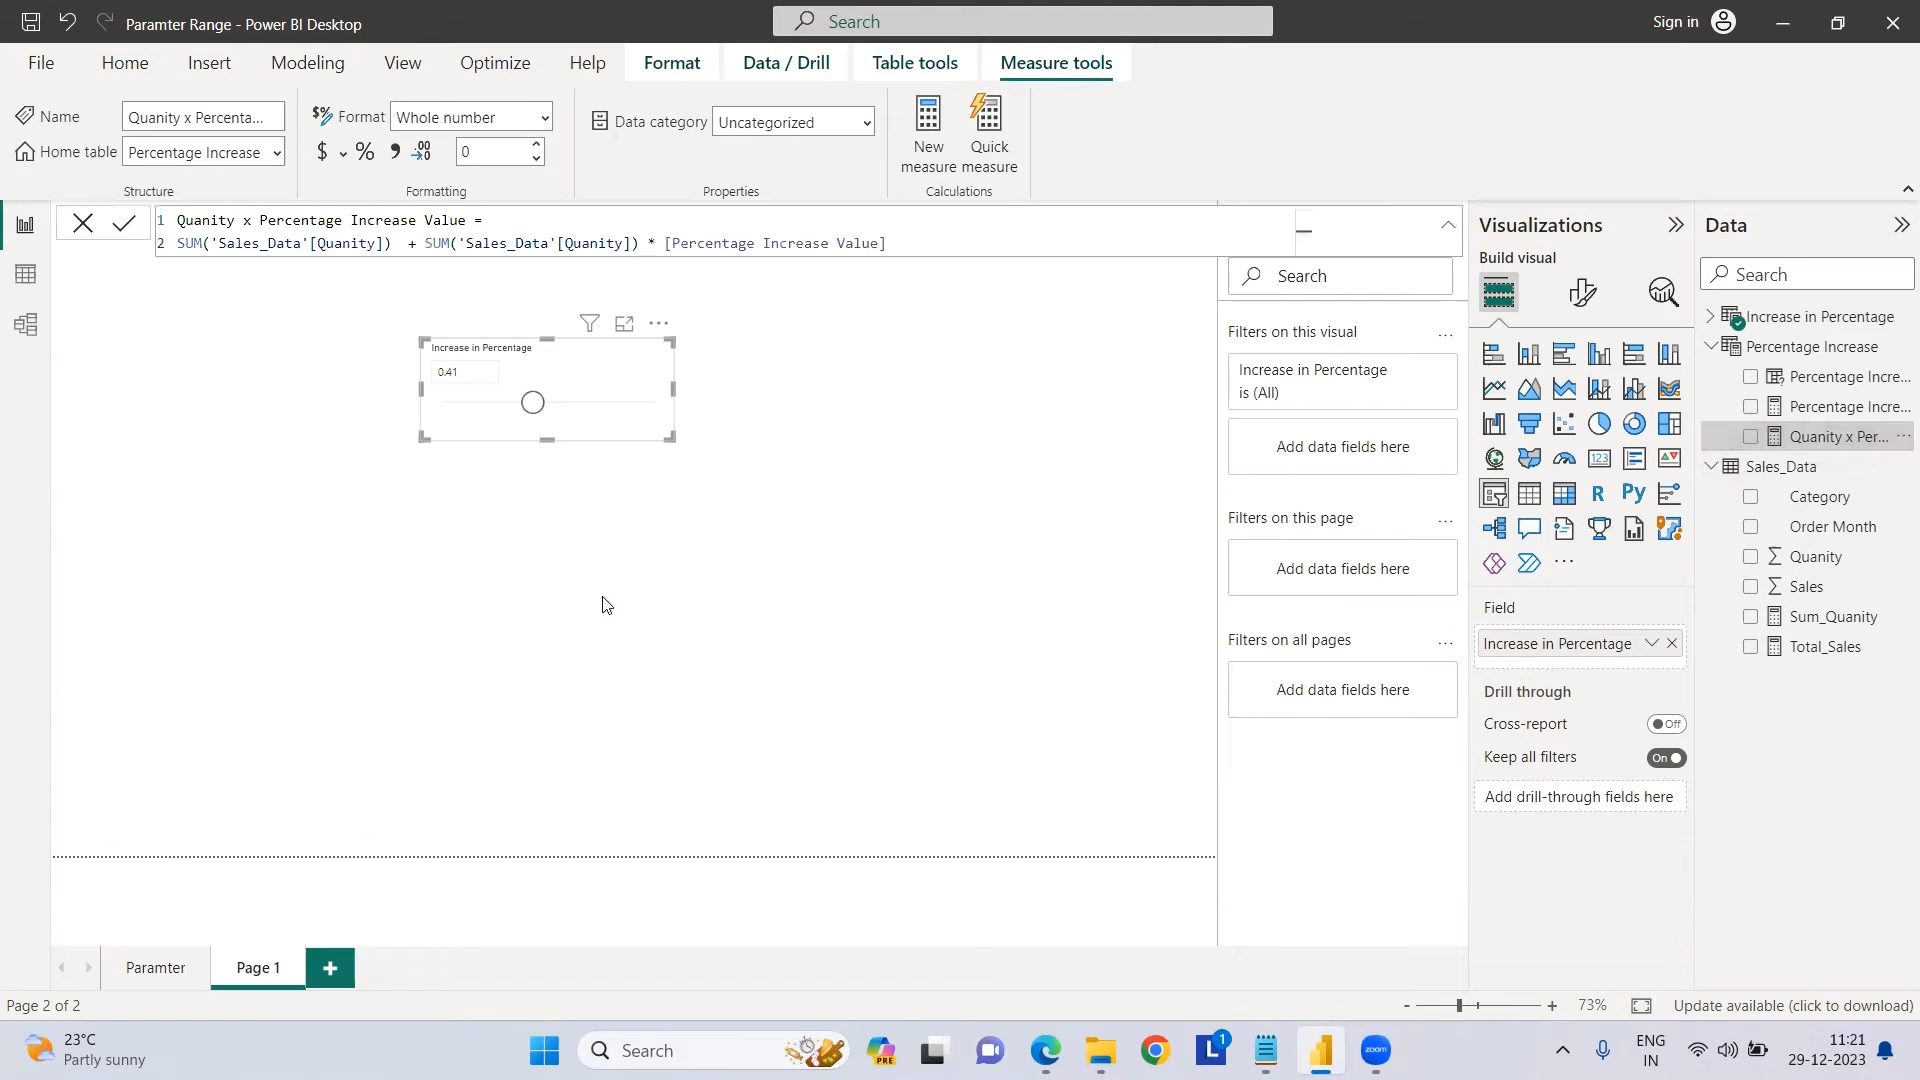 Paramter Range - Power BI Desktop
Search
Sign in
File
Home
Insert
Modeling
View
Optimize
Help
Format
Data / Drill
Table tools
Measure tools
Name
Quanity x Percenta...
Home table
Percentage Increase
Structure
Format
Whole number
$
%
0
Formatting
Data category
Uncategorized
Properties
New measure
Quick measure
Calculations
1 Quanity x Percentage Increase Value =
2 SUM('Sales_Data'[Quanity]) + SUM('Sales_Data'[Quanity]) * [Percentage Increase Value]
Increase in Percentage
0.41
Search
Filters on this visual
Increase in Percentage
is (All)
Add data fields here
Filters on this page
Add data fields here
Filters on all pages
Add data fields here
Visualizations
Build visual
123
R
Py
Field
Increase in Percentage
Drill through
Cross-report
Off
Keep all filters
On
Add drill-through fields here
Data
Search
Increase in Percentage
Percentage Increase
Percentage Incre...
Percentage Incre...
Quanity x Per...
Sales_Data
Category
Order Month
Quanity
Sales
Sum_Quanity
Total_Sales
Paramter
Page 1
Page 2 of 2
- + 73%
Update available (click to download)
23°C
Partly sunny
Search
PRE
L
1
zoom
ENG
IN
11:21
29-12-2023